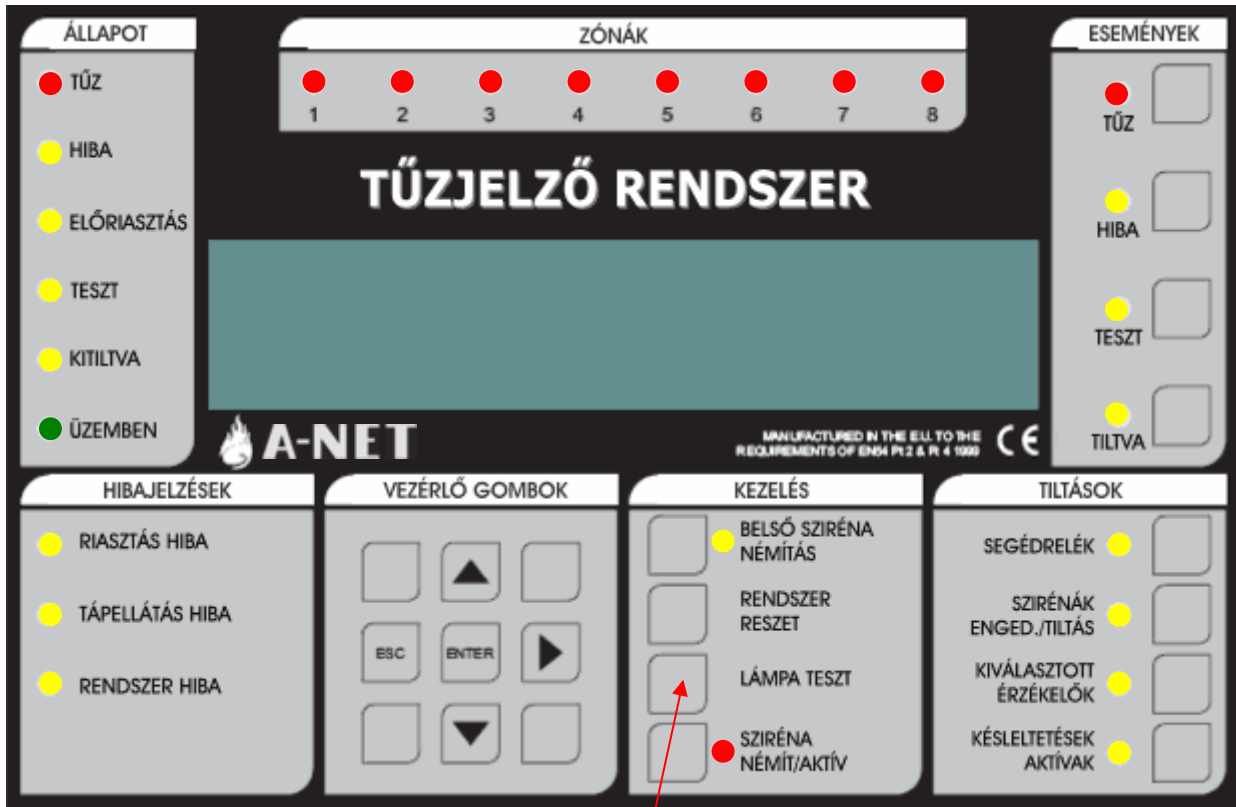 ÁLLAPOT
TŰZ
HIBA
ELŐRIASZTÁS
TESZT
KITILTVA
ÜZEMBEN
ZÓNÁK
1 2 3 4 5 6 7 8
TŰZJELZŐ RENDSZER
A-NET
MANUFACTURED IN THE E.U. TO THE
REQUIREMENTS OF EN54 Pt 2 & Pt 4 1999
CE
ESEMÉNYEK
TŰZ
HIBA
TESZT
TILTVA
HIBAJELZÉSEK
RIASZTÁS HIBA
TÁPELLÁTÁS HIBA
RENDSZER HIBA
VEZÉRLŐ GOMBOK
ESC ENTER
KEZELÉS
BELSŐ SZIRÉNA
NÉMÍTÁS
RENDSZER
RESZET
LÁMPA TESZT
SZIRÉNA
NÉMÍT/AKTÍV
TILTÁSOK
SEGÉDRELÉK
SZIRÉNÁK
ENGED./TILTÁS
KIVÁLASZTOTT
ÉRZÉKELŐK
KÉSLELTETÉSEK
AKTÍVAK